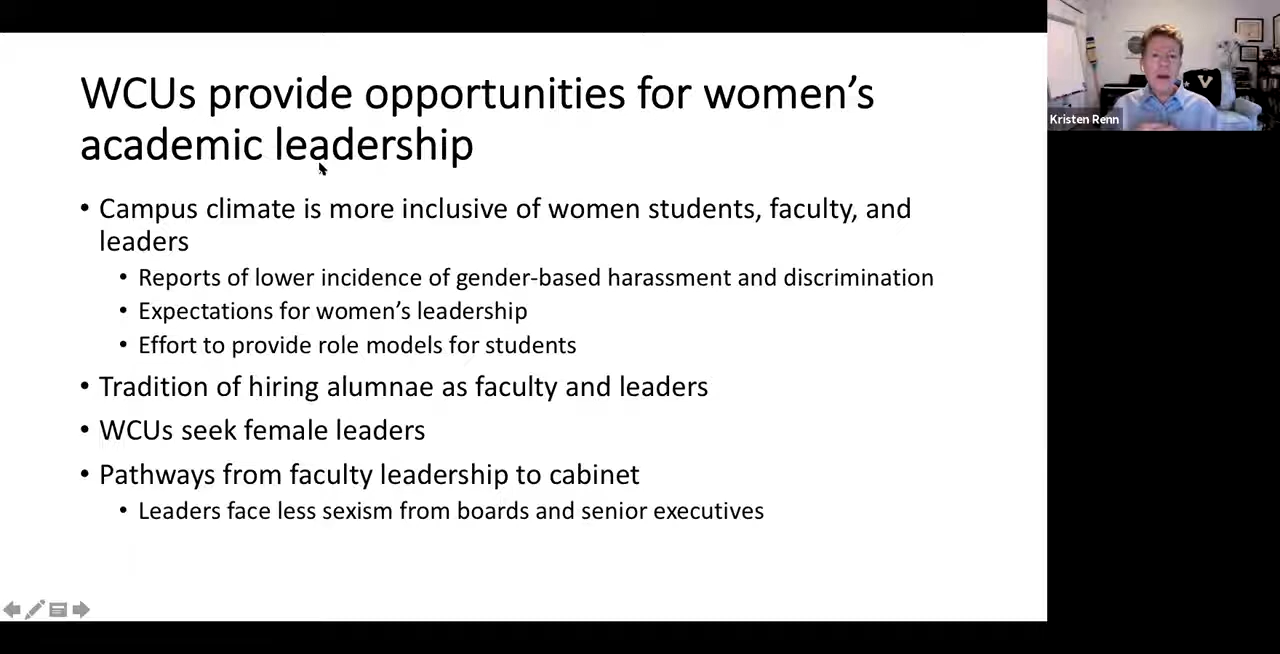 WCUs provide opportunities for women’s
academic leadership
• Campus climate is more inclusive of women students, faculty, and
leaders
• Reports of lower incidence of gender-based harassment and discrimination
• Expectations for women’s leadership
• Effort to provide role models for students
• Tradition of hiring alumnae as faculty and leaders
• WCUs seek female leaders
• Pathways from faculty leadership to cabinet
• Leaders face less sexism from boards and senior executives
V
Kristen Renn